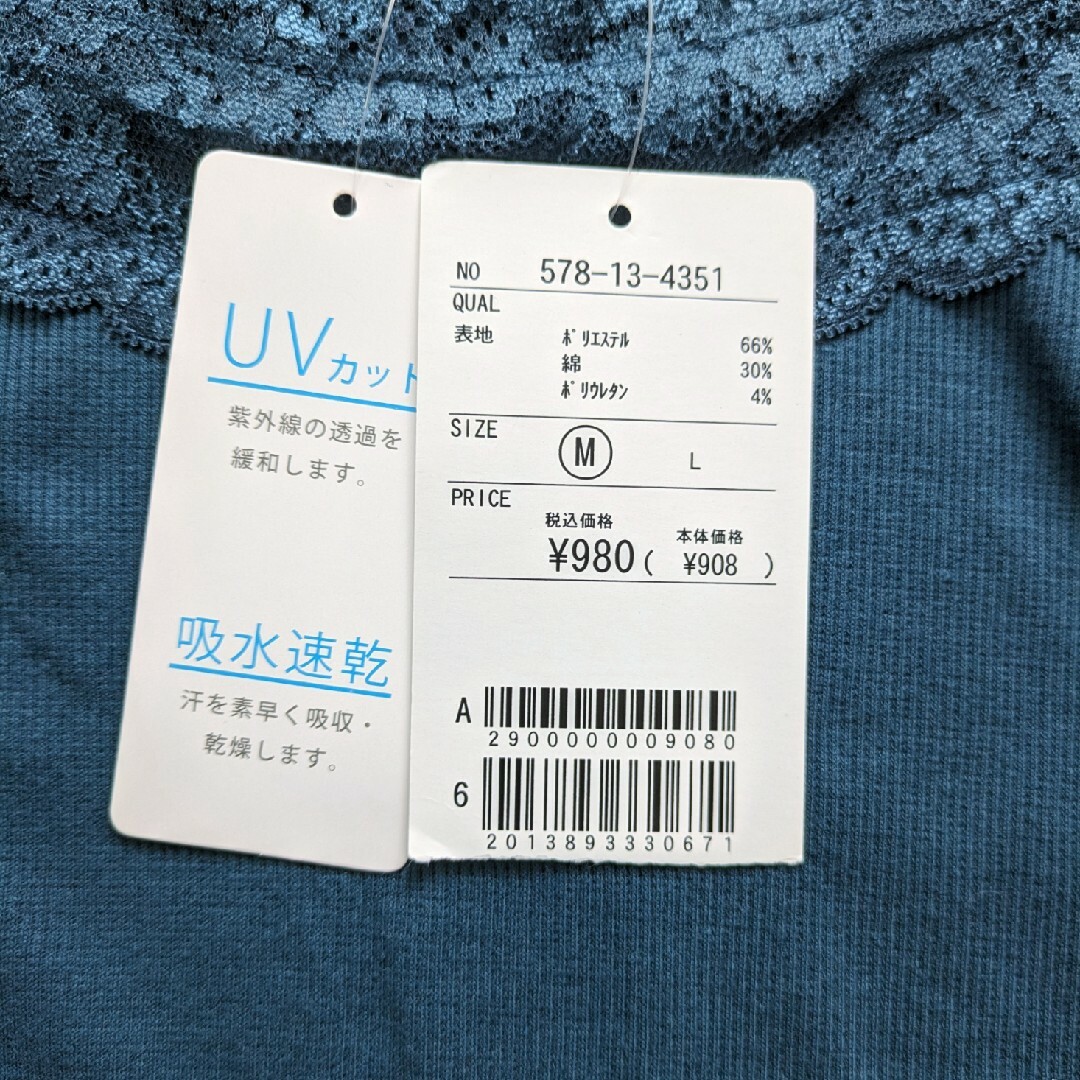 UVカット
紫外線の透過を
緩和します。
吸水速乾
汗を素早く吸収・
乾燥します。
NO 578-13-4351
QUAL
表地 ﾎﾟﾘｴｽﾃﾙ 66%
綿 30%
ﾎﾟﾘｳﾚﾀﾝ 4%
SIZE M L
PRICE
税込価格 本体価格
¥980( ¥908 )
A
2900000009080
6
2013893330671